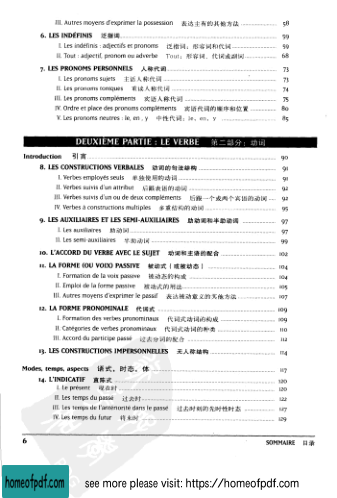 III. Autres moyens d'exprimer la possession 表达主有的其他方法 58
6. LES INDÉFINIS 泛指词 59
I. Les indéfinis : adjectifs et pronoms 泛指词、形容词和代词 59
II. Tout : adjectif, pronom ou adverbe Tout, 形容词、代词或副词 68
7. LES PRONOMS PERSONNELS 人称代词 73
I. Les pronoms sujets 主语人称代词 73
II. Les pronoms toniques 重读人称代词 74
III. Les pronoms compléments 宾语人称代词 75
IV. Ordre et place des pronoms compléments 宾语代词的顺序和位置 80
V. Les pronoms neutres : le, en, y 中性代词: le, en, y 85
DEUXIÈME PARTIE : LE VERBE 第二部分: 动词
Introduction 引言 90
8. LES CONSTRUCTIONS VERBALES 动词的句法结构 91
I. Verbes employés seuls 单独使用的动词 91
II. Verbes suivis d'un attribut 后跟表语的动词 92
III. Verbes suivis d'un ou de deux compléments 后跟一个或两个宾语的动词 92
IV. Verbes à constructions multiples 多重结构的动词 95
9. LES AUXILIAIRES ET LES SEMI-AUXILIAIRES 助动词和半助动词 97
I. Les auxiliaires 助动词 97
II. Les semi-auxiliaires 半助动词 99
10. L'ACCORD DU VERBE AVEC LE SUJET 动词和主语的配合 102
11. LA FORME (OU VOIX) PASSIVE 被动式(或被动态) 104
I. Formation de la voix passive 被动态的构成 104
II. Emploi de la forme passive 被动式的用法 105
III. Autres moyens d'exprimer le passif 表达被动意义的其他方法 107
12. LA FORME PRONOMINALE 代词式 109
I. Formation des verbes pronominaux 代词式动词的构成 109
II. Catégories de verbes pronominaux 代词式动词的种类 110
III. Accord du participe passé 过去分词的配合 112
13. LES CONSTRUCTIONS IMPERSONNELLES 无人称结构 114
Modes, temps, aspects 语式, 时态, 体 117
14. L'INDICATIF 直陈式 120
I. Le présent 现在时 120
II. Les temps du passé 过去时 122
III. Les temps de l'antériorité dans le passé 过去时间的先时性时态 127
IV. Les temps du futur 将来时 129
6 SOMMAIRE 目录
homeofpdf.com see more please visit: https://homeofpdf.com